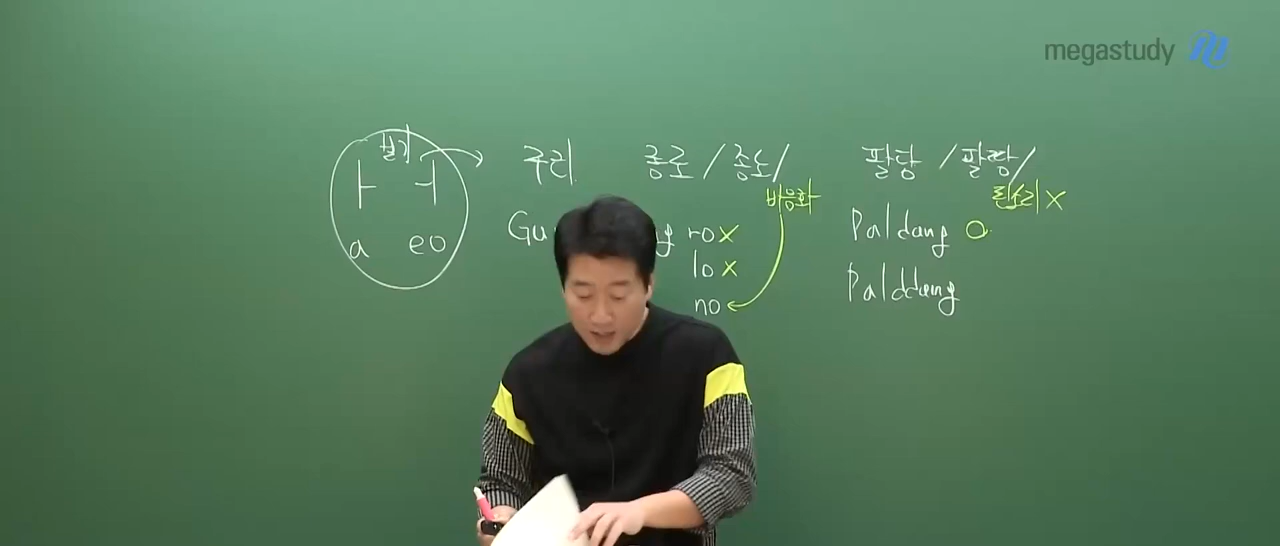 megastudy
보기
ㅏ ㅓ
a eo
구리
Gu
종로 / 종노 /
비음화
ro X
lo X
no
팔당 / 팔땅 /
된소리 X
Paldang O
Palddang